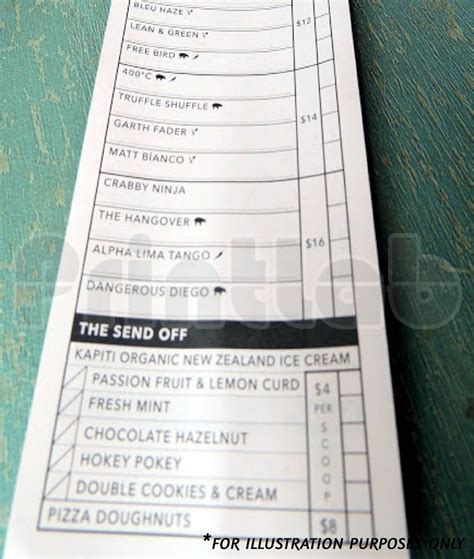 BLEU HAZE
LEAN & GREEN
$12
FREE BIRD
400°C
TRUFFLE SHUFFLE
GARTH FADER
$14
MATT BÍANCO
CRABBY NINJA
THE HANGOVER
ALPHA LIMA TANGO
$16
DANGEROUS DIEGO
Printlab
THE SEND OFF
KAPITI ORGANIC NEW ZEALAND ICE CREAM
PASSION FRUIT & LEMON CURD
FRESH MINT
CHOCOLATE HAZELNUT
HOKEY POKEY
DOUBLE COOKIES & CREAM
$4
PER
SCOOP
PIZZA DOUGHNUTS
$8
*FOR ILLUSTRATION PURPOSES ONLY